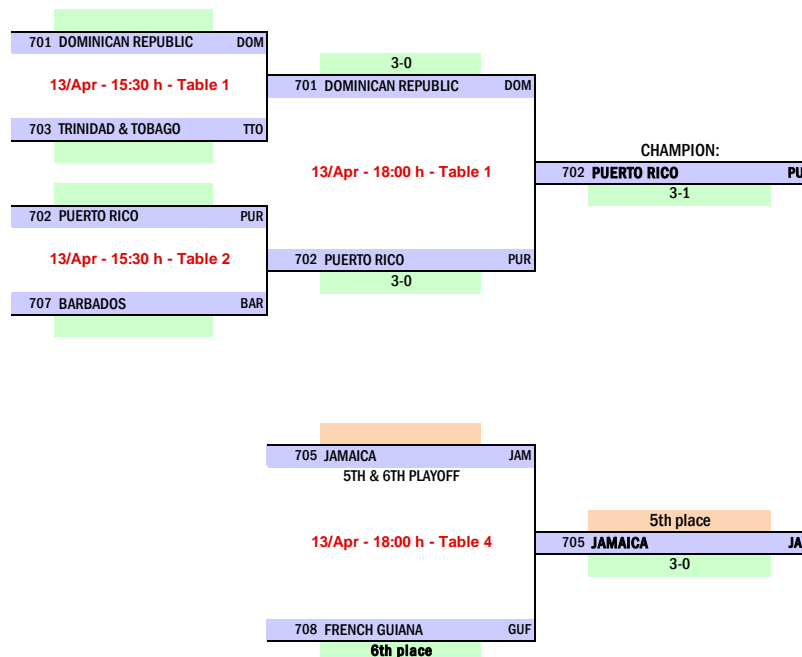 701 DOMINICAN REPUBLIC DOM
13/Apr - 15:30 h - Table 1
703 TRINIDAD & TOBAGO TTO
3-0
701 DOMINICAN REPUBLIC DOM
13/Apr - 18:00 h - Table 1
CHAMPION:
702 PUERTO RICO PU
3-1
702 PUERTO RICO PUR
13/Apr - 15:30 h - Table 2
707 BARBADOS BAR
702 PUERTO RICO PUR
3-0
705 JAMAICA JAM
5TH & 6TH PLAYOFF
13/Apr - 18:00 h - Table 4
5th place
705 JAMAICA JA
3-0
708 FRENCH GUIANA GUF
6th place